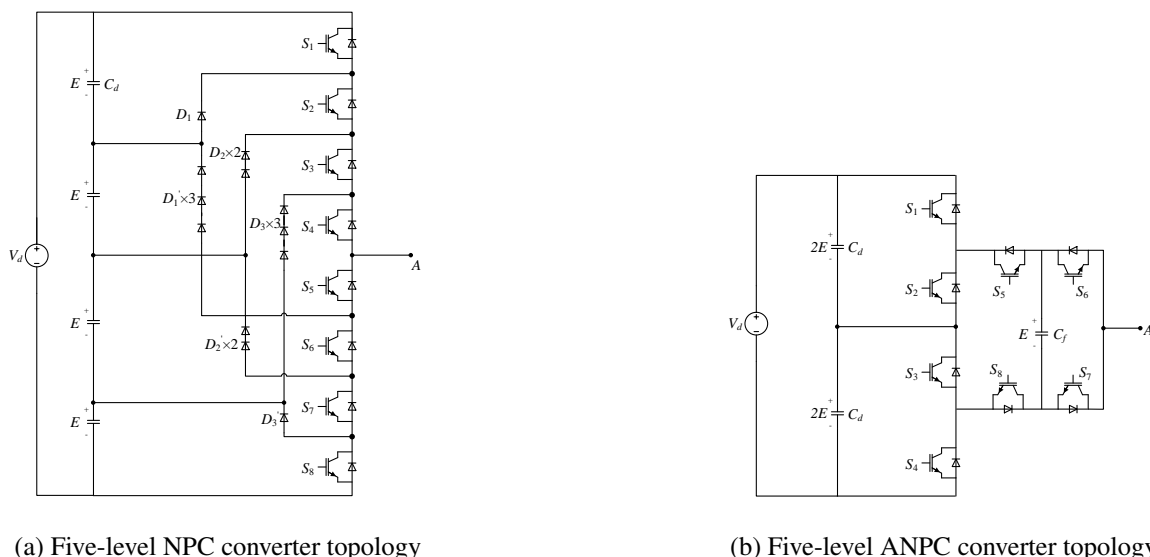 S1
+
E
Cd
-
S2
D1
D2×2
S3
+
E
-
D1'×3
D3×3
S4
+
-
Vd
A
S5
+
E
-
D2'×2
S6
+
E
-
S7
D3'
S8
(a) Five-level NPC converter topology
S1
+
2E
Cd
-
S2
S5
S6
+
-
Vd
+
E
Cf
-
A
S3
S8
S7
+
2E
Cd
-
S4
(b) Five-level ANPC converter topology